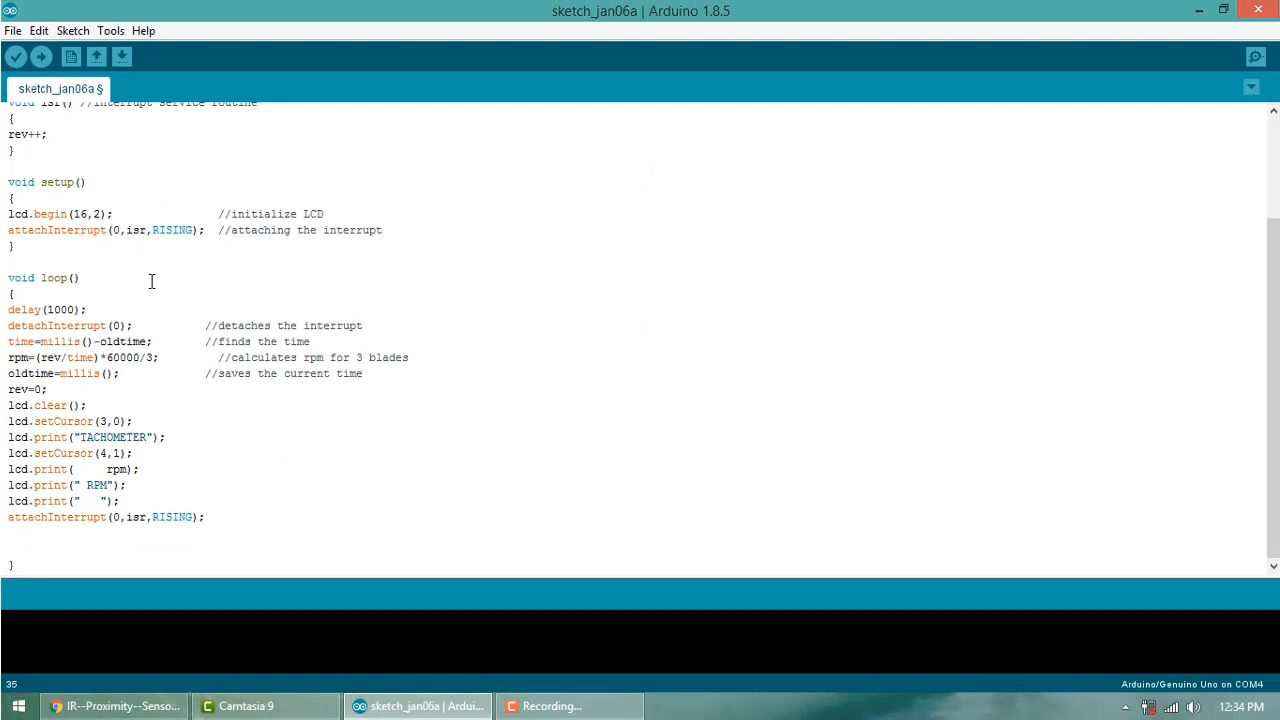 sketch_jan06a | Arduino 1.8.5
File Edit Sketch Tools Help
sketch_jan06a §
void isr() //interrupt service routine
{
rev++;
}
void setup()
{
lcd.begin(16,2); //initialize LCD
attachInterrupt(0,isr,RISING); //attaching the interrupt
}
void loop()
{
delay(1000);
detachInterrupt(0); //detaches the interrupt
time=millis()-oldtime; //finds the time
rpm=(rev/time)*60000/3; //calculates rpm for 3 blades
oldtime=millis(); //saves the current time
rev=0;
lcd.clear();
lcd.setCursor(3,0);
lcd.print("TACHOMETER");
lcd.setCursor(4,1);
lcd.print( rpm);
lcd.print(" RPM");
lcd.print("   ");
attachInterrupt(0,isr,RISING);
}
35 Arduino/Genuino Uno on COM4
IR--Proximity--Senso... Camtasia 9 sketch_jan06a | Ardui... Recording... 12:34 PM